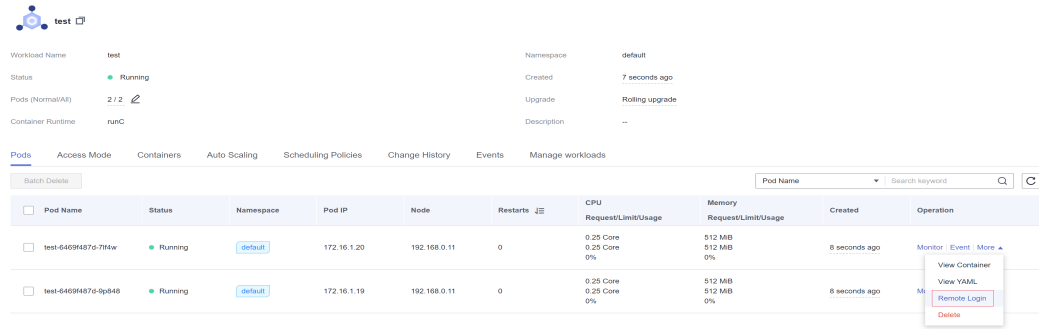 test
Workload Name test Namespace default
Status Running Created 7 seconds ago
Pods (Normal/All) 2 / 2 Upgrade Rolling upgrade
Container Runtime runC Description --
Pods Access Mode Containers Auto Scaling Scheduling Policies Change History Events Manage workloads
Batch Delete Pod Name Search keyword
Pod Name Status Namespace Pod IP Node Restarts CPU Request/Limit/Usage Memory Request/Limit/Usage Created Operation
test-6469f487d-7lf4w Running default 172.16.1.20 192.168.0.11 0 0.25 Core 512 MiB 8 seconds ago Monitor Event More
0.25 Core 512 MiB
0% 0%
View Container
View YAML
test-6469f487d-9p848 Running default 172.16.1.19 192.168.0.11 0 0.25 Core 512 MiB 8 seconds ago
0.25 Core 512 MiB
0% 0%
Remote Login
Delete